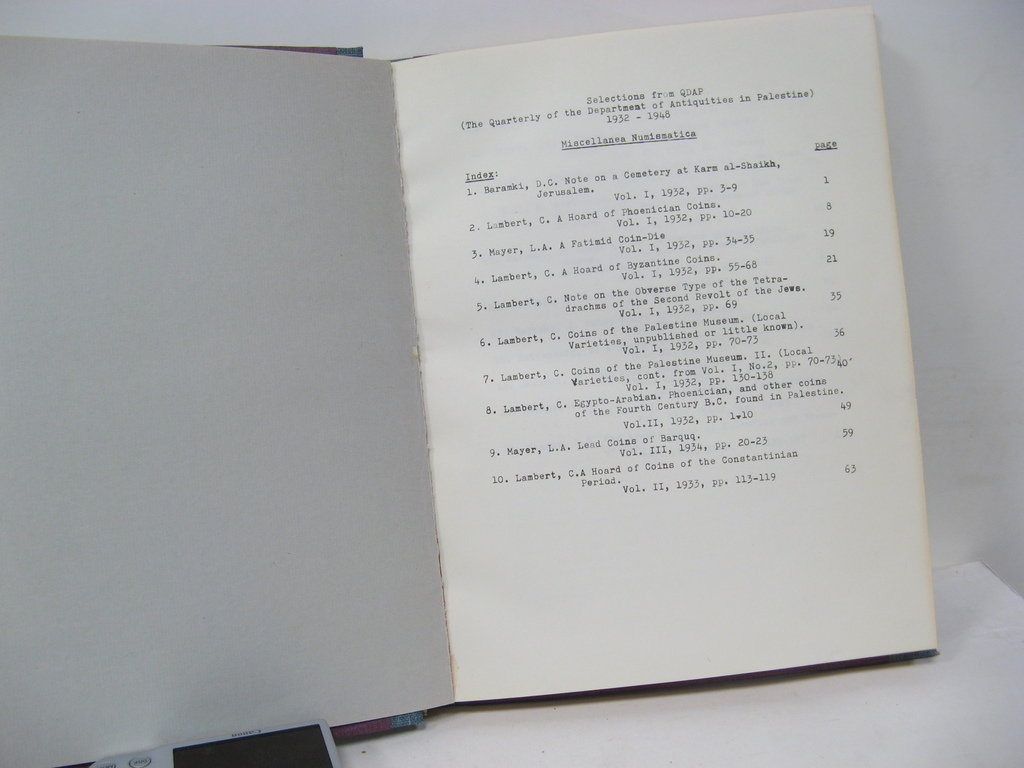 Selections from QDAP
(The Quarterly of the Department of Antiquities in Palestine)
1932 - 1948
Miscellanea Numismatica
page
Index:
1. Baramki, D.C. Note on a Cemetery at Karm al-Shaikh,
Jerusalem. Vol. I, 1932, pp. 3-9 1
2. Lambert, C. A Hoard of Phoenician Coins.
Vol. I, 1932, pp. 10-20 8
3. Mayer, L.A. A Fatimid Coin-Die
Vol. I, 1932, pp. 34-35 19
4. Lambert, C. A Hoard of Byzantine Coins.
Vol. I, 1932, pp. 55-68 21
5. Lambert, C. Note on the Obverse Type of the Tetra-
drachms of the Second Revolt of the Jews.
Vol. I, 1932, pp. 69 35
6. Lambert, C. Coins of the Palestine Museum. (Local
Varieties, unpublished or little known).
Vol. I, 1932, pp. 70-73 36
7. Lambert, C. Coins of the Palestine Museum. II. (Local
Varieties, cont. from Vol. I, No.2, pp. 70-73).
Vol. I, 1932, pp. 130-138 40
8. Lambert, C. Egypto-Arabian. Phoenician, and other coins
of the Fourth Century B.C. found in Palestine.
Vol.II, 1932, pp. 1-10 49
9. Mayer, L.A. Lead Coins of Barquq.
Vol. III, 1934, pp. 20-23 59
10. Lambert, C.A Hoard of Coins of the Constantinian
Period.
Vol. II, 1933, pp. 113-119 63
Canon